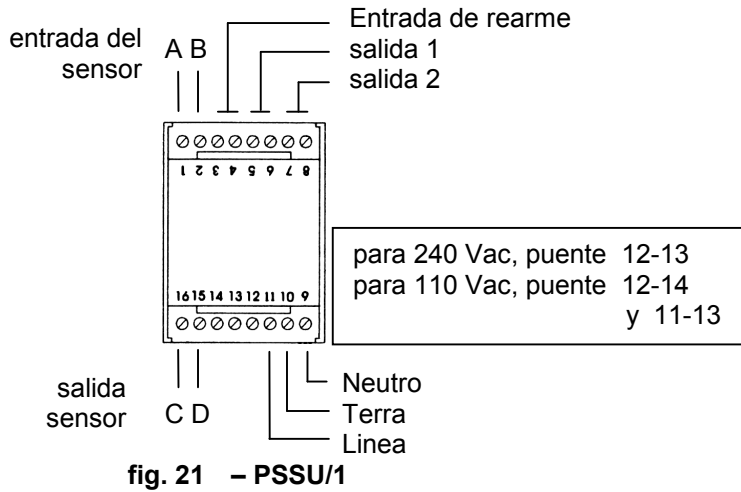 Entrada de rearme
entrada del
sensor
A B
salida 1
salida 2
1 2 3 4 5 6 7 8
para 240 Vac, puente 12-13
para 110 Vac, puente 12-14
y 11-13
16 15 14 13 12 11 10 9
salida
sensor
C D
Neutro
Terra
Linea
fig. 21 – PSSU/1